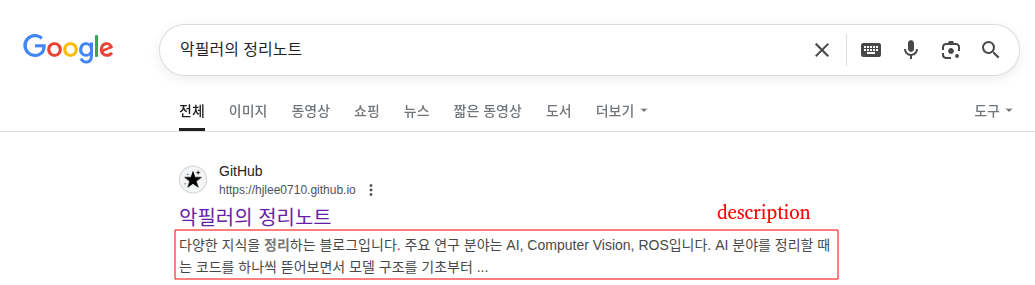 Google
악필러의 정리노트
전체 이미지 동영상 쇼핑 뉴스 짧은 동영상 도서 더보기 도구
GitHub
https://hjlee0710.github.io
악필러의 정리노트
description
다양한 지식을 정리하는 블로그입니다. 주요 연구 분야는 AI, Computer Vision, ROS입니다. AI 분야를 정리할 때
는 코드를 하나씩 뜯어보면서 모델 구조를 기초부터 ...